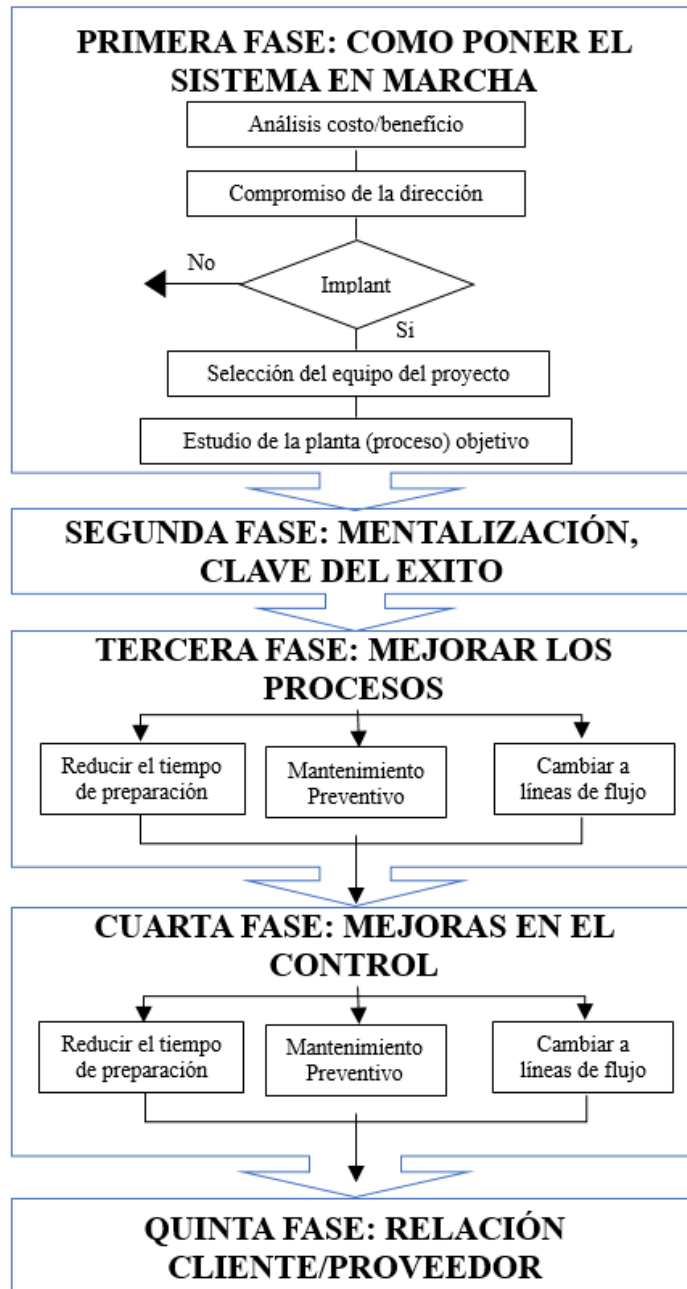 PRIMERA FASE: COMO PONER EL
SISTEMA EN MARCHA
Análisis costo/beneficio
Compromiso de la dirección
No
Implant
Si
Selección del equipo del proyecto
Estudio de la planta (proceso) objetivo
SEGUNDA FASE: MENTALIZACIÓN,
CLAVE DEL EXITO
TERCERA FASE: MEJORAR LOS
PROCESOS
Reducir el tiempo
de preparación
Mantenimiento
Preventivo
Cambiar a
líneas de flujo
CUARTA FASE: MEJORAS EN EL
CONTROL
Reducir el tiempo
de preparación
Mantenimiento
Preventivo
Cambiar a
líneas de flujo
QUINTA FASE: RELACIÓN
CLIENTE/PROVEEDOR